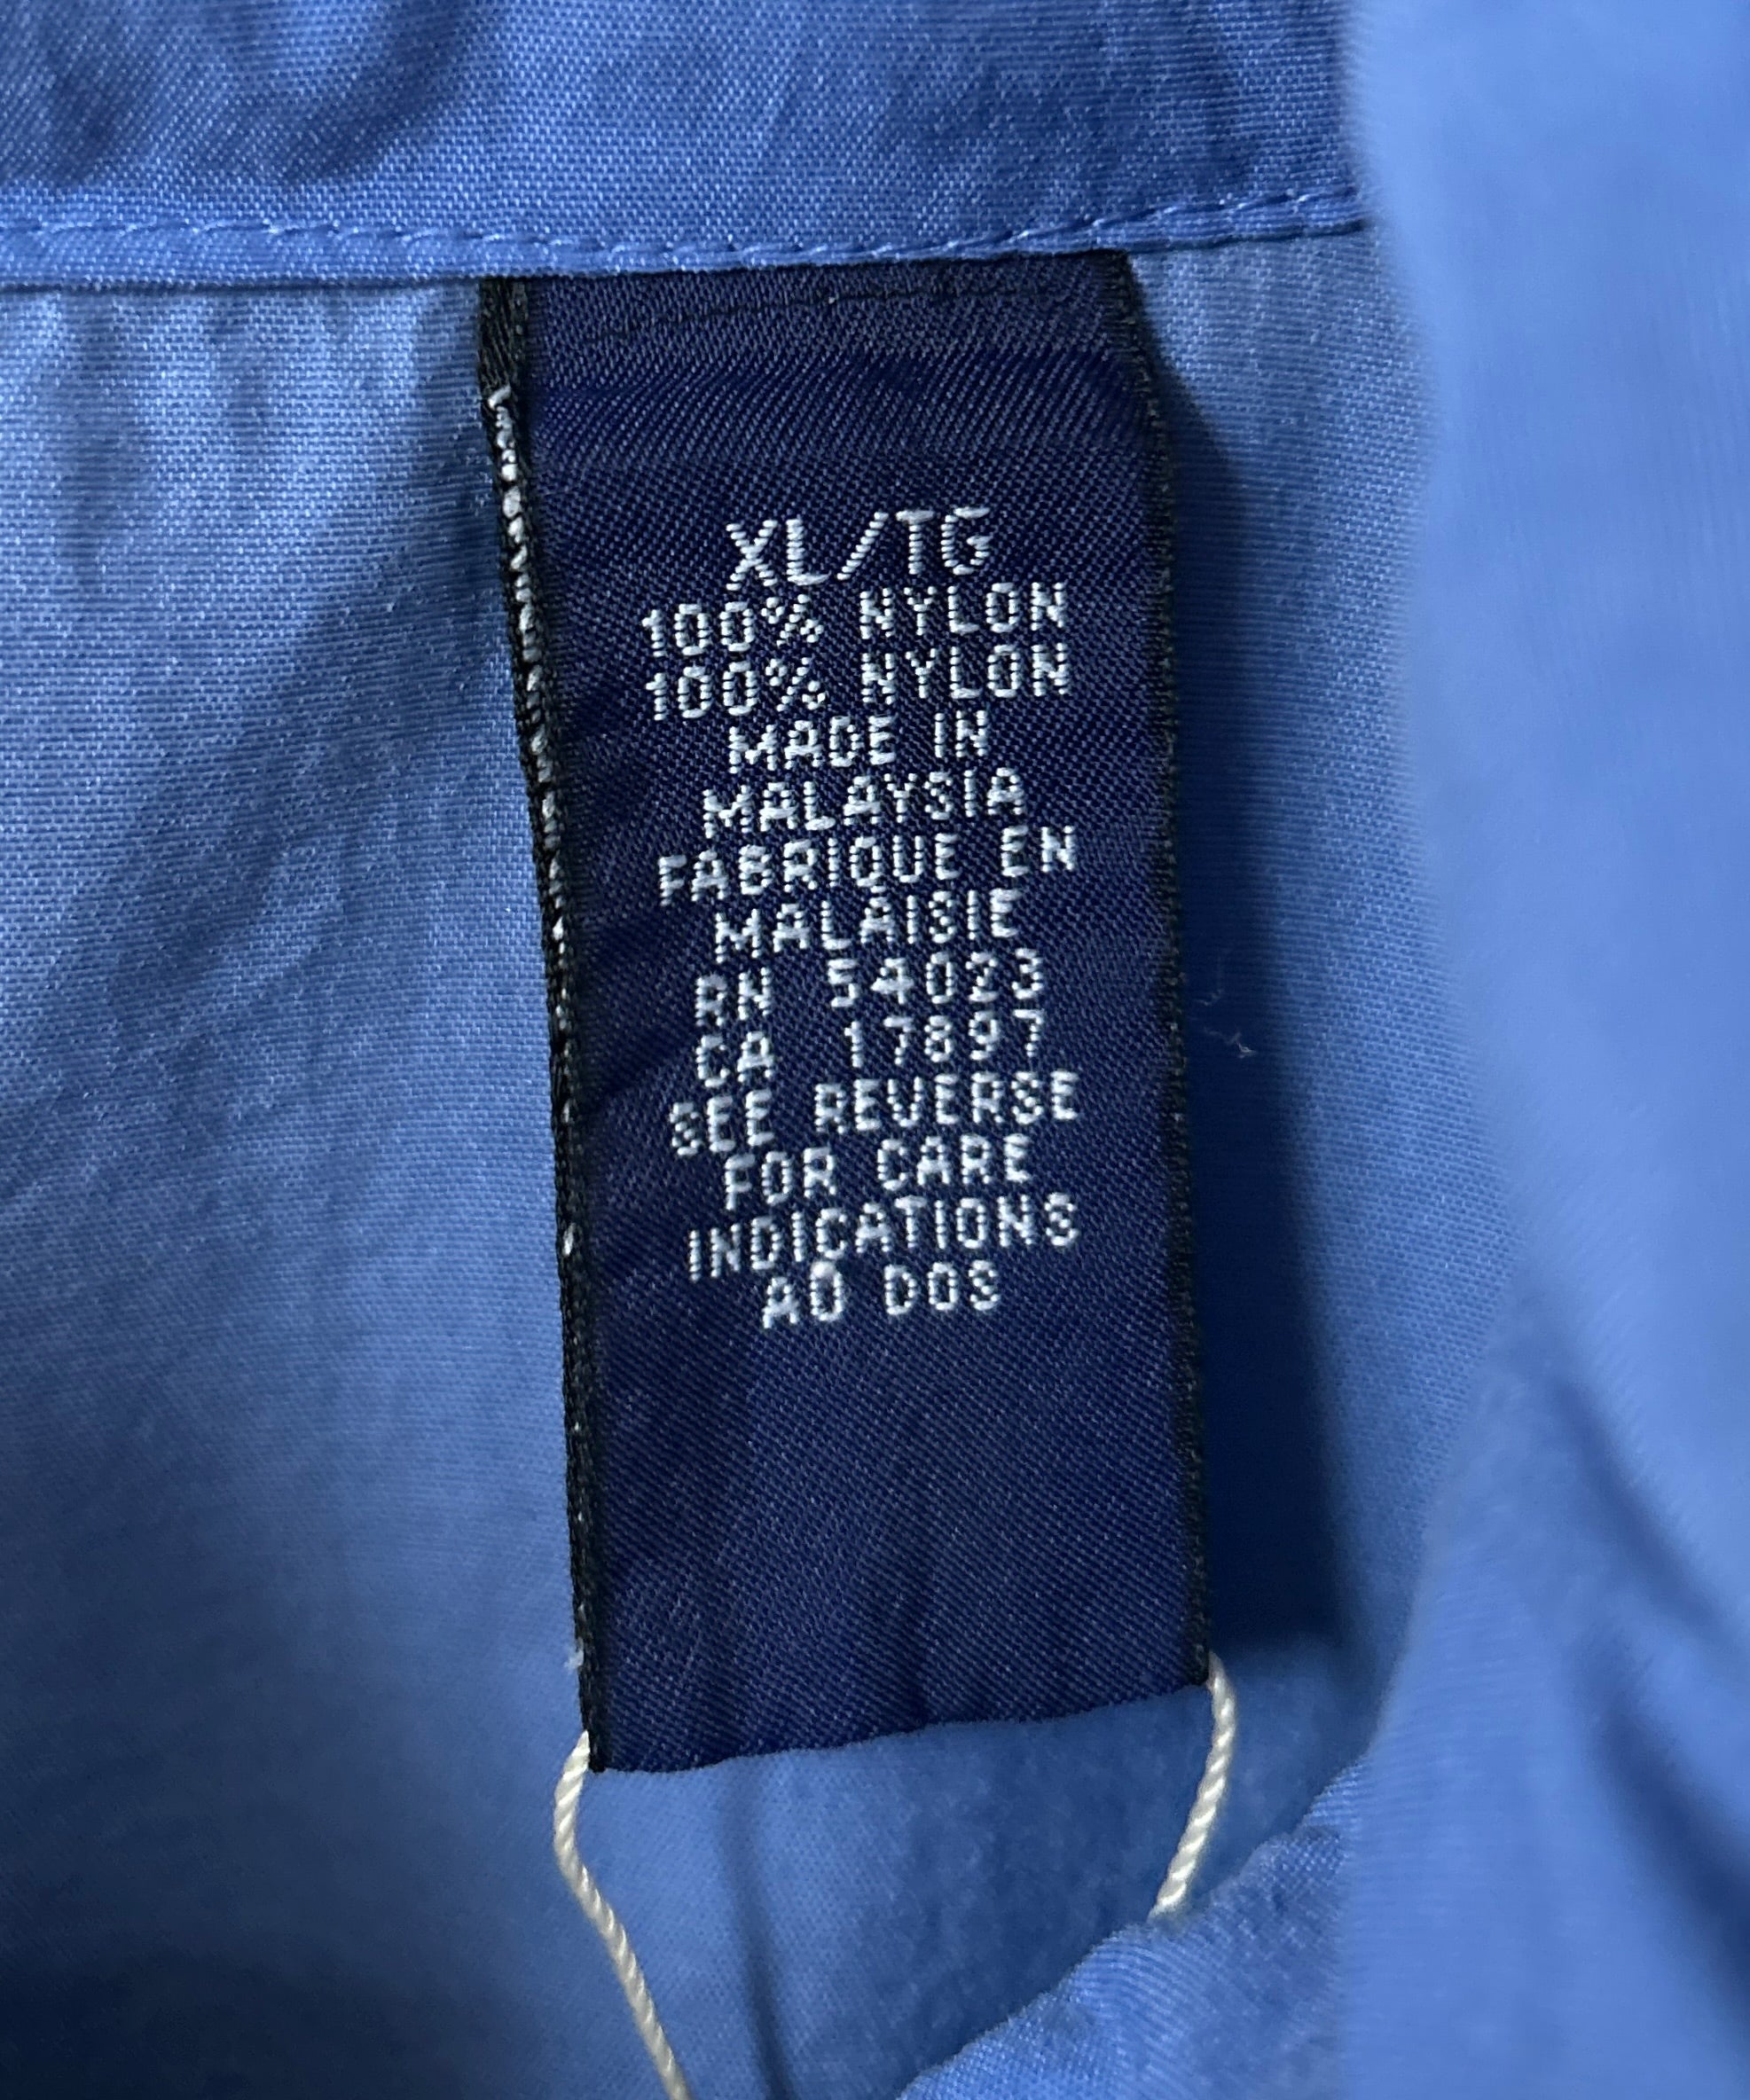 XL/TG
100% NYLON
100% NYLON
MADE IN
MALAYSIA
FABRIQUE EN
MALAISIE
RN 54023
CA 17897
SEE REVERSE
FOR CARE
INDICATIONS
AO DOS